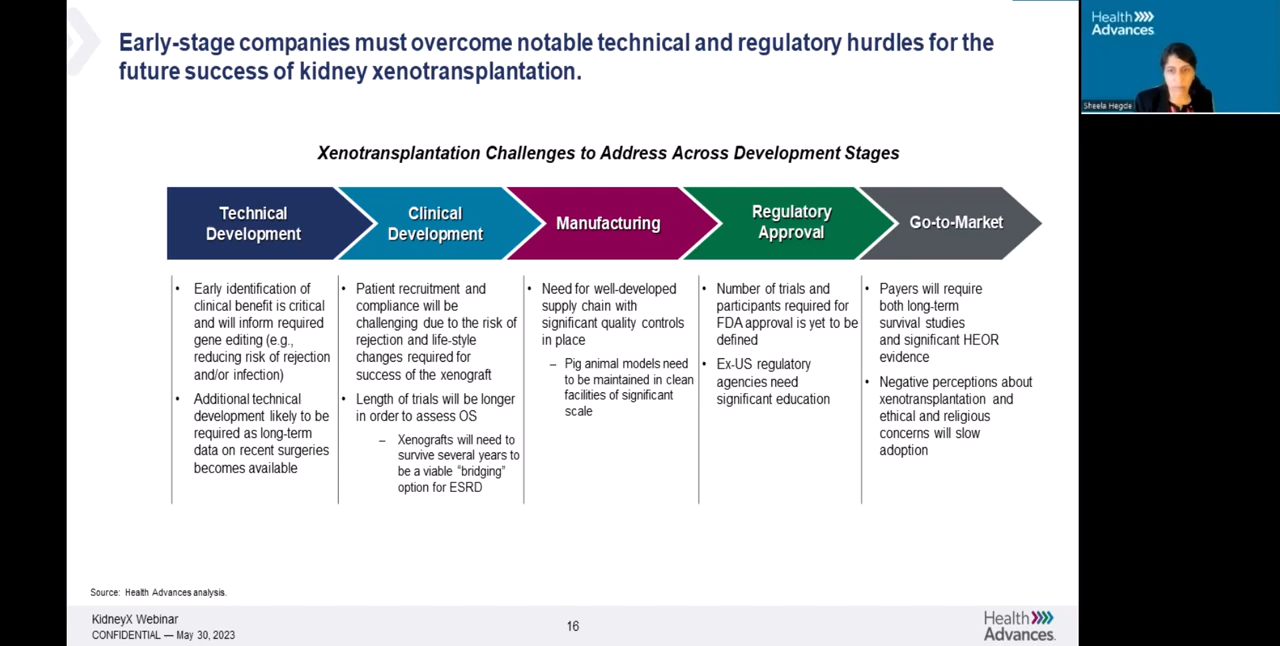 Early-stage companies must overcome notable technical and regulatory hurdles for the
future success of kidney xenotransplantation.
Health
Advances
Sheela Hegde
Xenotransplantation Challenges to Address Across Development Stages
Technical
Development
Clinical
Development
Manufacturing
Regulatory
Approval
Go-to-Market
• Early identification of
clinical benefit is critical
and will inform required
gene editing (e.g.,
reducing risk of rejection
and/or infection)
• Additional technical
development likely to be
required as long-term
data on recent surgeries
becomes available
• Patient recruitment and
compliance will be
challenging due to the risk of
rejection and life-style
changes required for
success of the xenograft
• Length of trials will be longer
in order to assess OS
– Xenografts will need to
survive several years to
be a viable “bridging”
option for ESRD
• Need for well-developed
supply chain with
significant quality controls
in place
– Pig animal models need
to be maintained in clean
facilities of significant
scale
• Number of trials and
participants required for
FDA approval is yet to be
defined
• Ex-US regulatory
agencies need
significant education
• Payers will require
both long-term
survival studies
and significant HEOR
evidence
• Negative perceptions about
xenotransplantation and
ethical and religious
concerns will slow
adoption
Source: Health Advances analysis.
KidneyX Webinar
CONFIDENTIAL — May 30, 2023
16
Health
Advances.